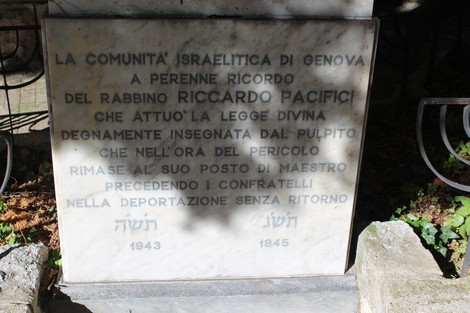 LA COMUNITA' ISRAELITICA DI GENOVA
A PERENNE RICORDO
DEL RABBINO RICCARDO PACIFICI
CHE ATTUO' LA LEGGE DIVINA
DEGNAMENTE INSEGNATA DAL PULPITO
CHE NELL'ORA DEL PERICOLO
RIMASE AL SUO POSTO DI MAESTRO
PRECEDENDO I CONFRATELLI
NELLA DEPORTAZIONE SENZA RITORNO
1943 1945